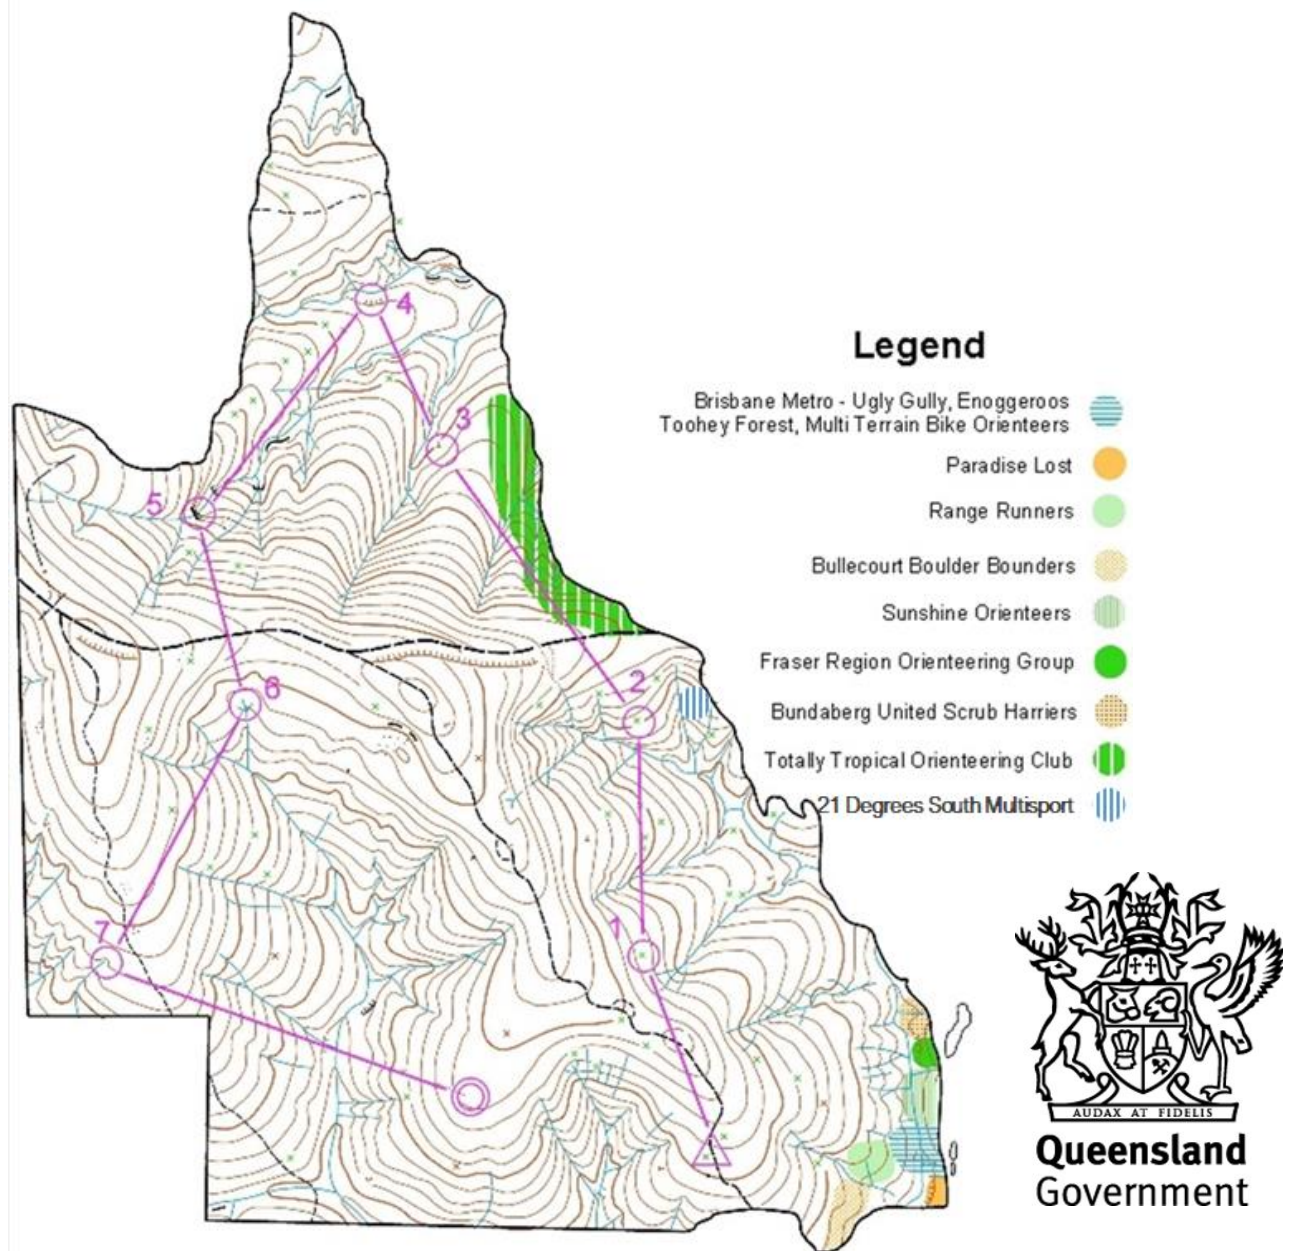 4
3
5
2
6
1
7
Legend
Brisbane Metro - Ugly Gully, Enoggeroos
Toohey Forest, Multi Terrain Bike Orienteers
Paradise Lost
Range Runners
Bullecourt Boulder Bounders
Sunshine Orienteers
Fraser Region Orienteering Group
Bundaberg United Scrub Harriers
Totally Tropical Orienteering Club
21 Degrees South Multisport
AUDAX AT FIDELIS
Queensland
Government